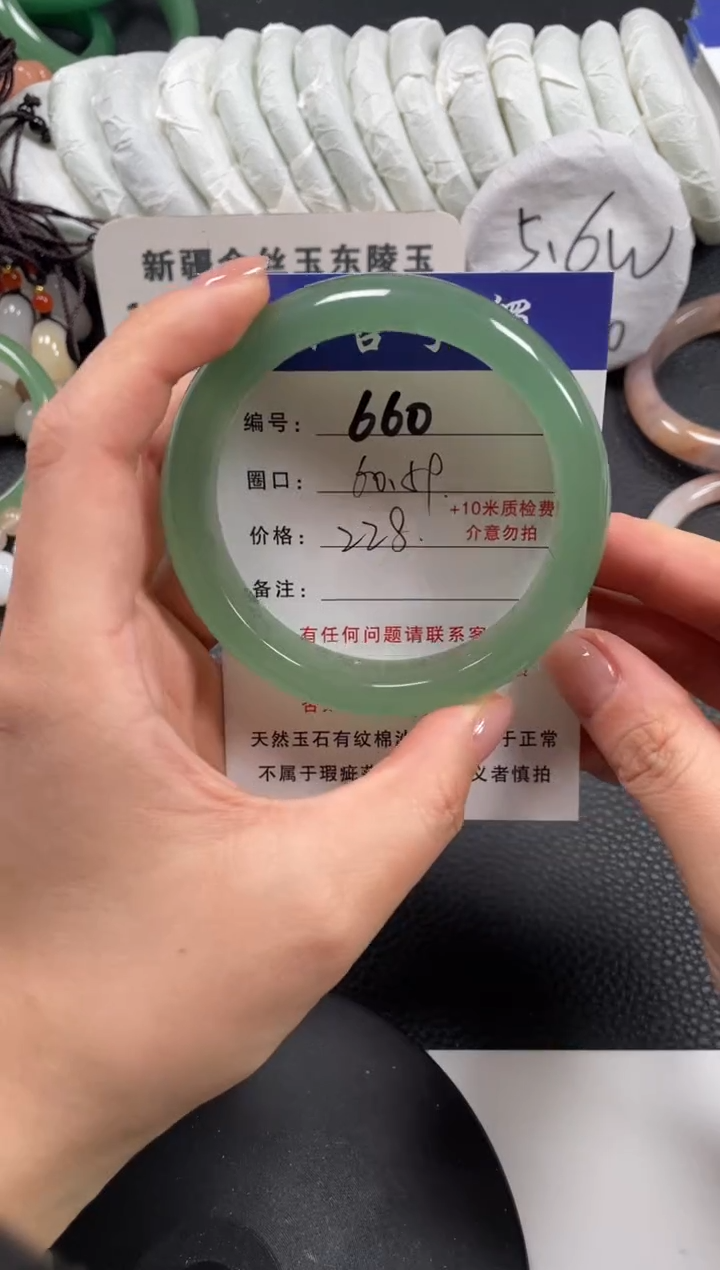 新疆金丝玉东陵玉
5.6W
编号： 660
圈口： 60.5P.
价格： 228.
+10米质检费
介意勿拍
备注：
有任何问题请联系客
天然玉石有纹棉 于正常
不属于瑕疵 义者慎拍